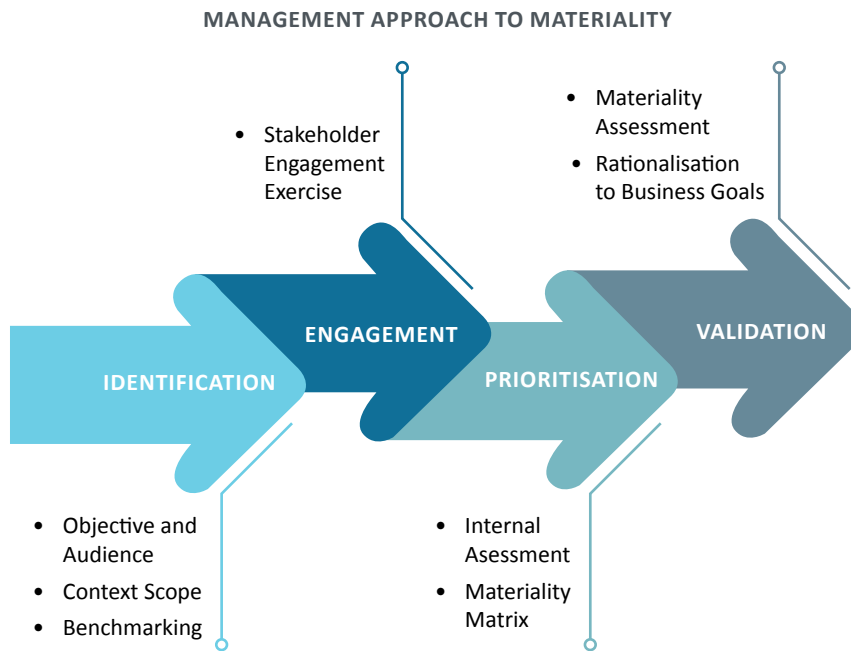 MANAGEMENT APPROACH TO MATERIALITY
• Stakeholder
Engagement
Exercise
• Materiality
Assessment
• Rationalisation
to Business Goals
IDENTIFICATION
ENGAGEMENT
PRIORITISATION
VALIDATION
• Objective and
Audience
• Context Scope
• Benchmarking
• Internal
Asessment
• Materiality
Matrix